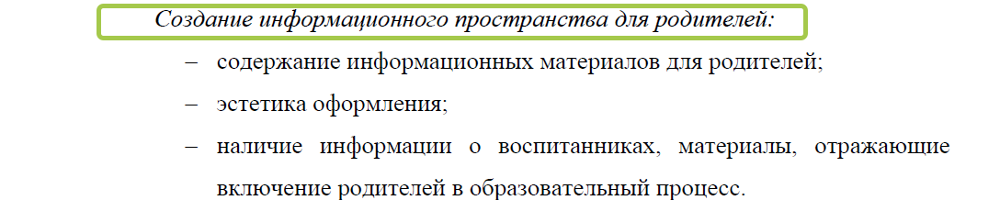 Создание информационного пространства для родителей:
– содержание информационных материалов для родителей;
– эстетика оформления;
– наличие информации о воспитанниках, материалы, отражающие
включение родителей в образовательный процесс.